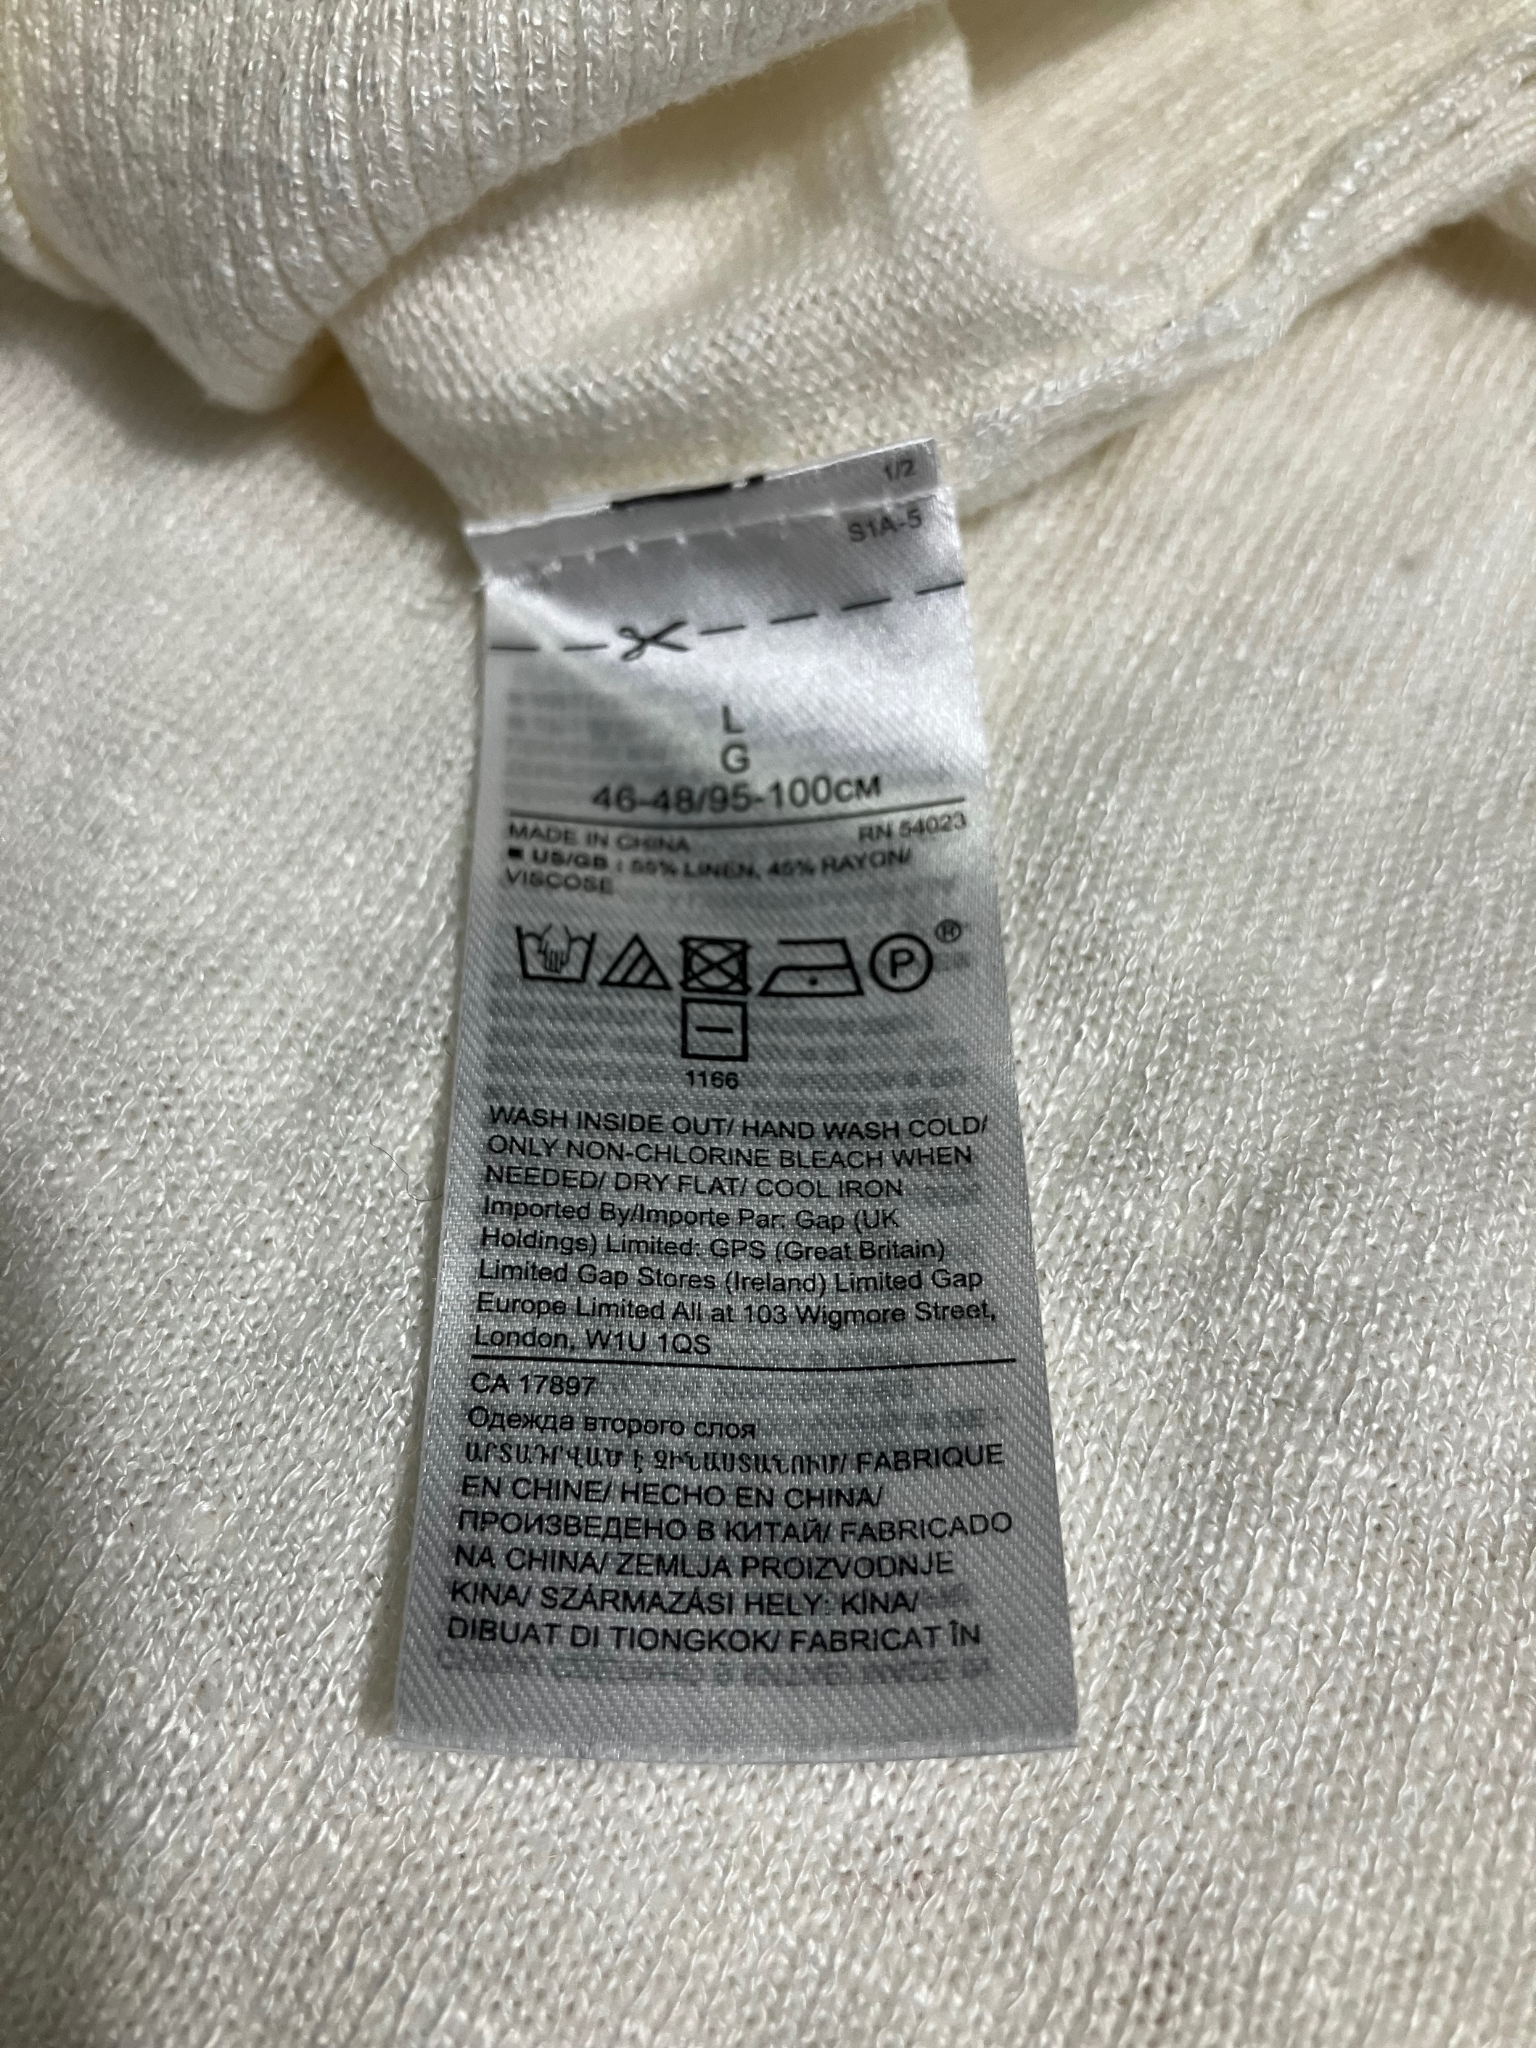 1/2
S1A-5
L
G
46-48/95-100CM
MADE IN CHINA RN 54023
■ US/GB : 55% LINEN, 45% RAYON/
VISCOSE
P ®
1166
WASH INSIDE OUT/ HAND WASH COLD/
ONLY NON-CHLORINE BLEACH WHEN
NEEDED/ DRY FLAT/ COOL IRON
Imported By/Importe Par: Gap (UK
Holdings) Limited: GPS (Great Britain)
Limited Gap Stores (Ireland) Limited Gap
Europe Limited All at 103 Wigmore Street,
London, W1U 1QS
CA 17897
Одежда второго слоя
ԱՐՏԱԴՐՎԱԾ է ՉԻՆԱՍՏԱՆՈՒՄ/ FABRIQUE
EN CHINE/ HECHO EN CHINA/
ПРОИЗВЕДЕНО В КИТАЙ/ FABRICADO
NA CHINA/ ZEMLJA PROIZVODNJE
KINA/ SZÁRMAZÁSI HELY: KÍNA/
DIBUAT DI TIONGKOK/ FABRICAT ÎN